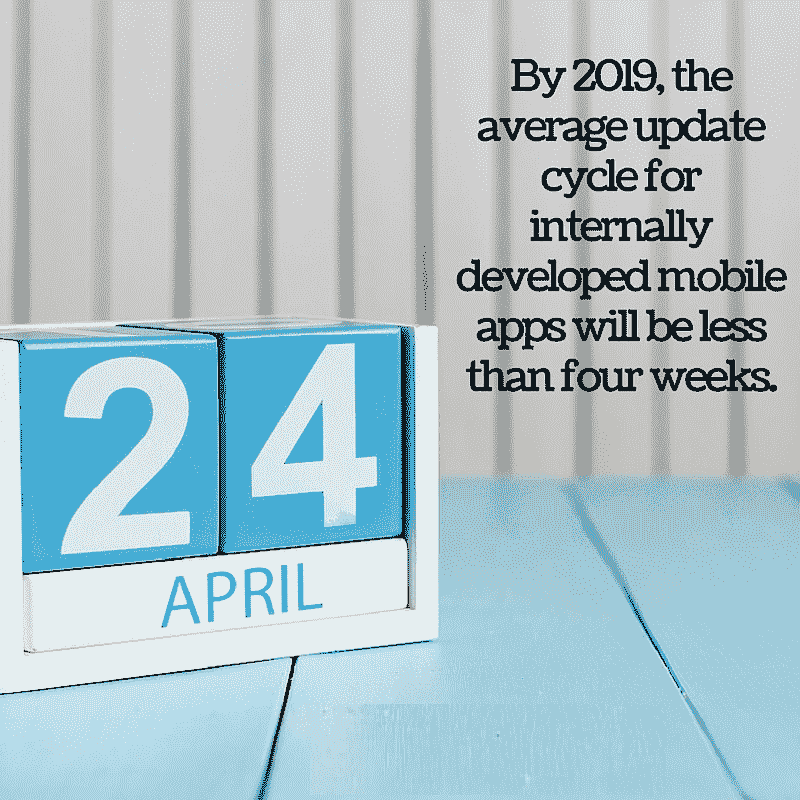 By 2019, the
average update
cycle for
internally
developed mobile
apps will be less
than four weeks.
24
APRIL